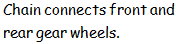 Chain connects front and
rear gear wheels.